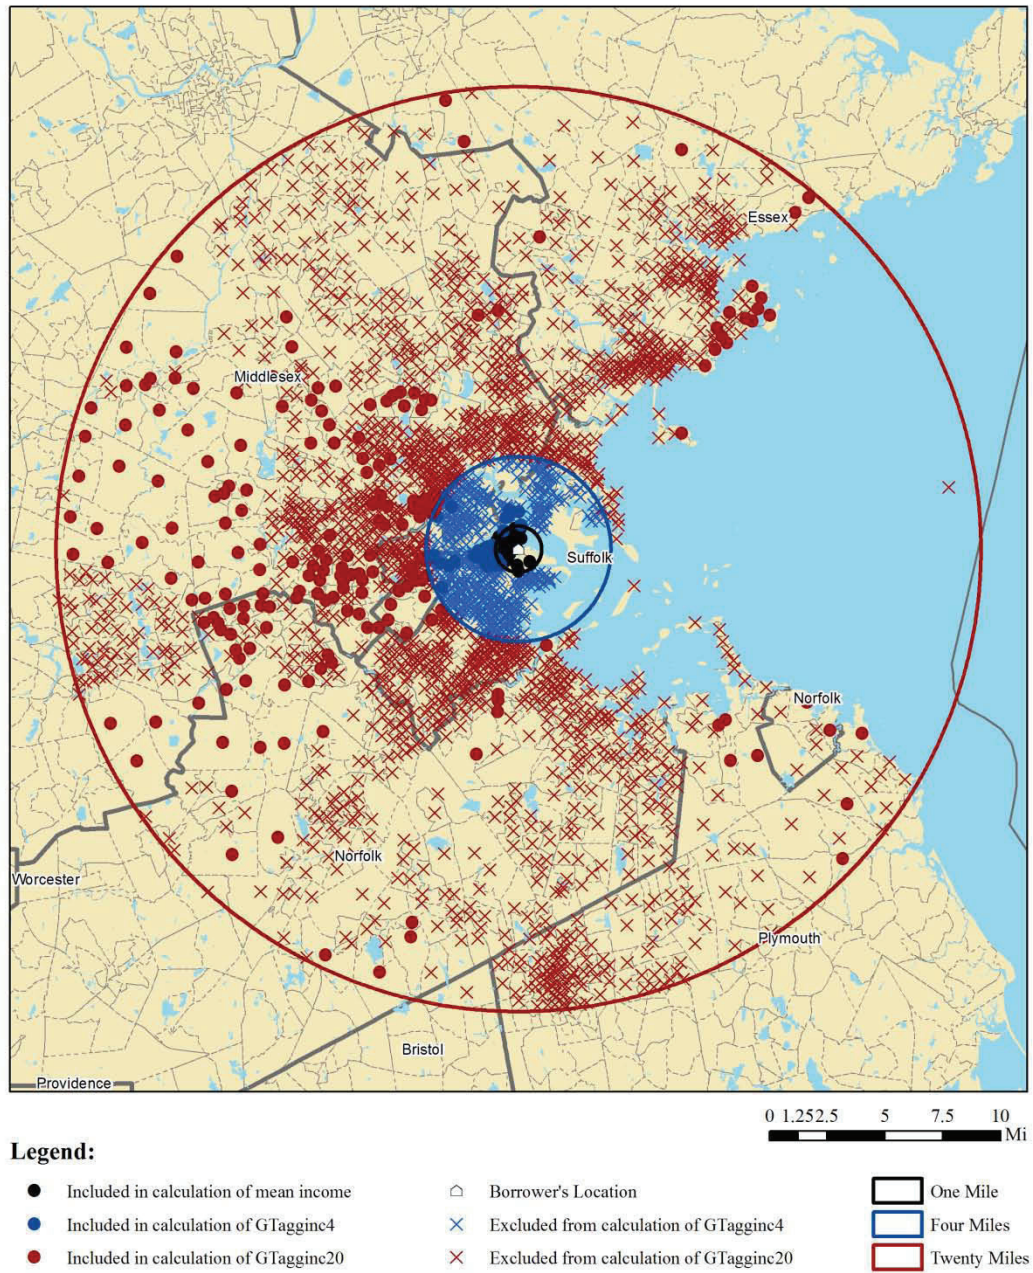 Essex
Middlesex
Suffolk
Norfolk
Norfolk
Worcester
Plymouth
Bristol
Providence
0 1.252.5 5 7.5 10
Mi
Legend:
Included in calculation of mean income
Borrower's Location
One Mile
Included in calculation of GTagginc4
Excluded from calculation of GTagginc4
Four Miles
Included in calculation of GTagginc20
Excluded from calculation of GTagginc20
Twenty Miles